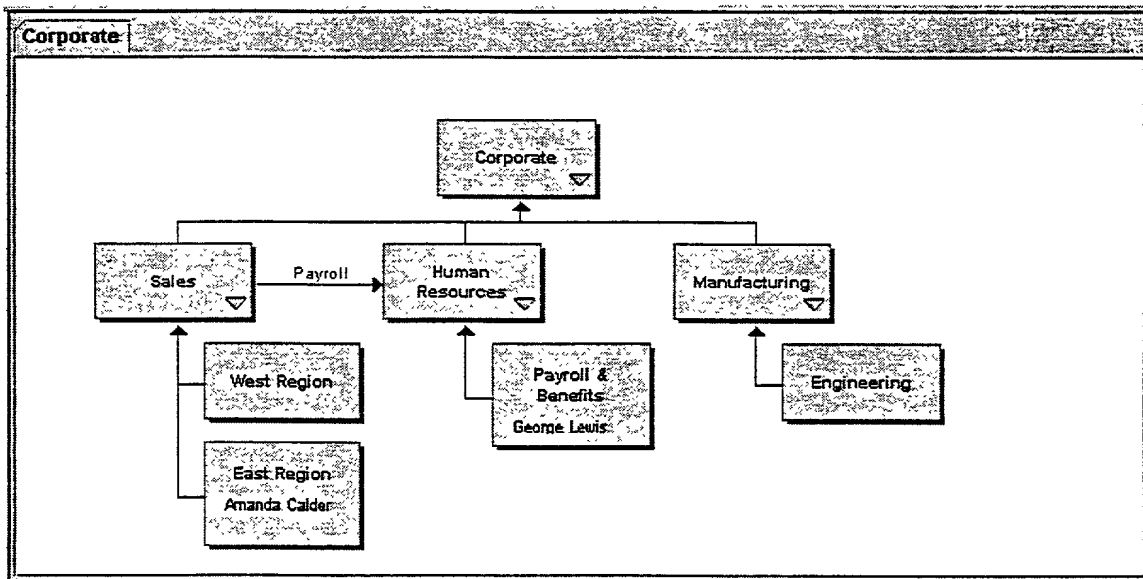 Corporate
Corporate
Sales
Payroll
Human
Resources
Manufacturing
West Region
Payroll &
Benefits
George Lewis
Engineering
East Region
Amanda Calder